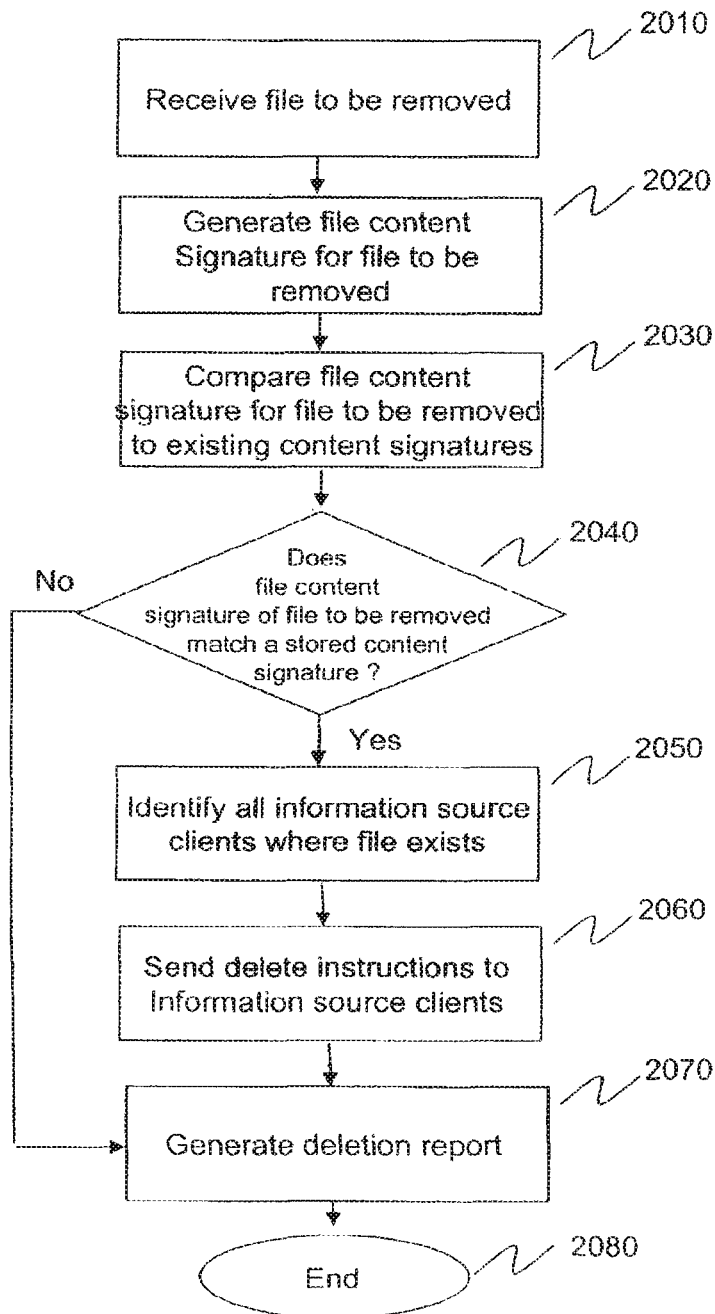 2010
Receive file to be removed
2020
Generate file content
Signature for file to be
removed
2030
Compare file content
signature for file to be removed
to existing content signatures
2040
Does
file content
signature of file to be removed
match a stored content
signature ?
No
Yes
2050
Identify all information source
clients where file exists
2060
Send delete instructions to
Information source clients
2070
Generate deletion report
2080
End